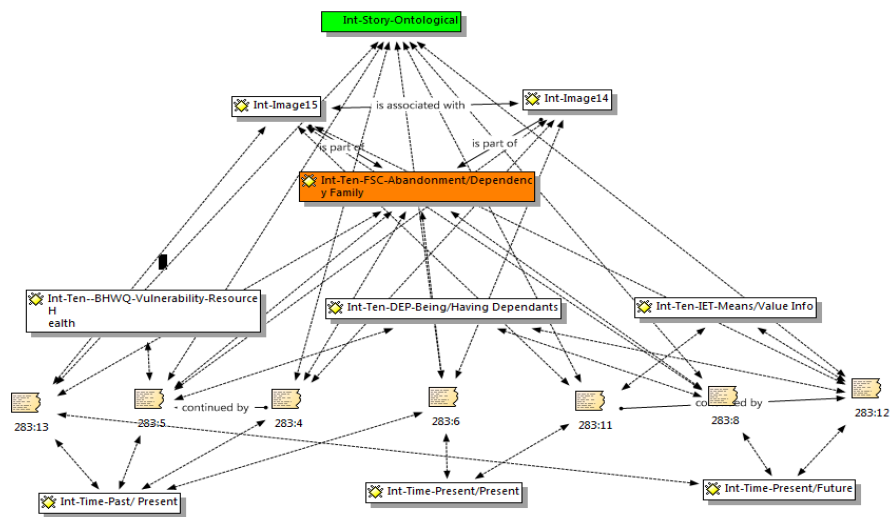 Int-Story-Ontological
Int-Image15
is associated with
Int-Image14
is part of
is part of
Int-Ten-FSC-Abandonment/Dependenc
y Family
Int-Ten--BHWQ-Vulnerability-Resource
H
ealth
Int-Ten-DEP-Being/Having Dependants
Int-Ten-IET-Means/Value Info
283:13
283:5
continued by
283:4
283:6
283:11
283:8
by
283:12
Int-Time-Past/ Present
Int-Time-Present/Present
Int-Time-Present/Future